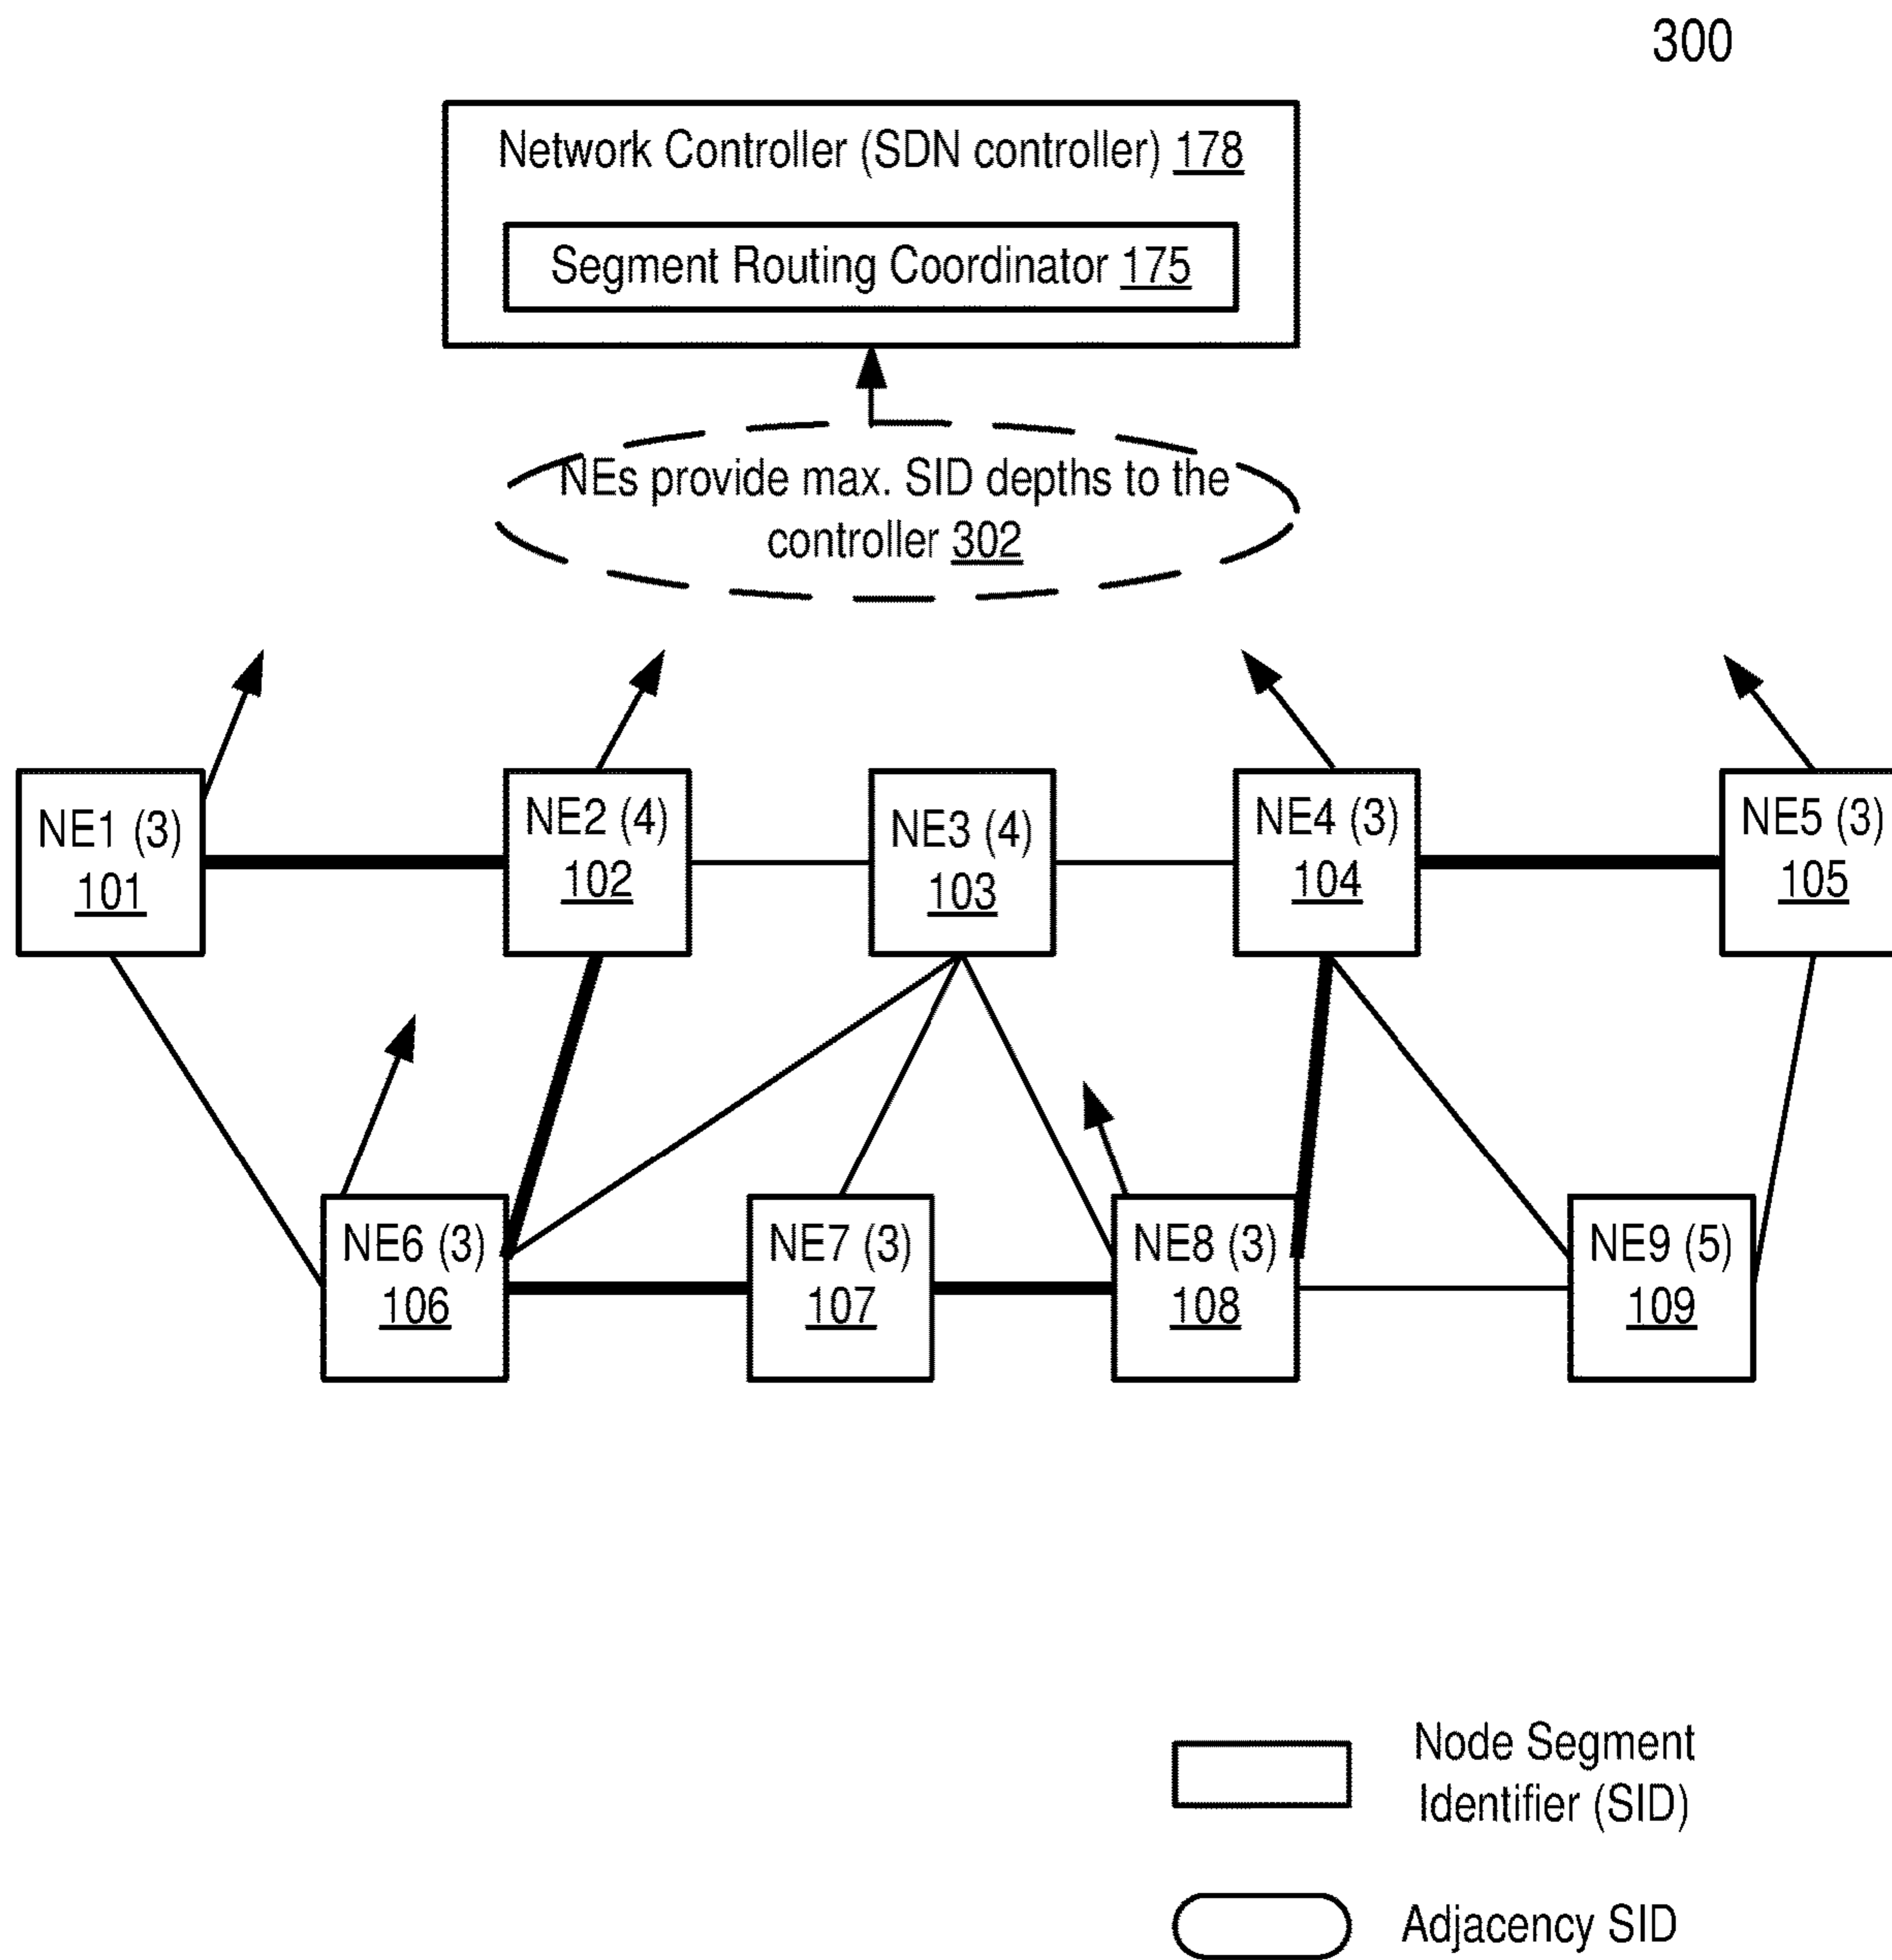 300
Network Controller (SDN controller) 178
Segment Routing Coordinator 175
NEs provide max. SID depths to the
controller 302
NE1 (3)
101
NE2 (4)
102
NE3 (4)
103
NE4 (3)
104
NE5 (3)
105
NE6 (3)
106
NE7 (3)
107
NE8 (3)
108
NE9 (5)
109
Node Segment
Identifier (SID)
Adjacency SID